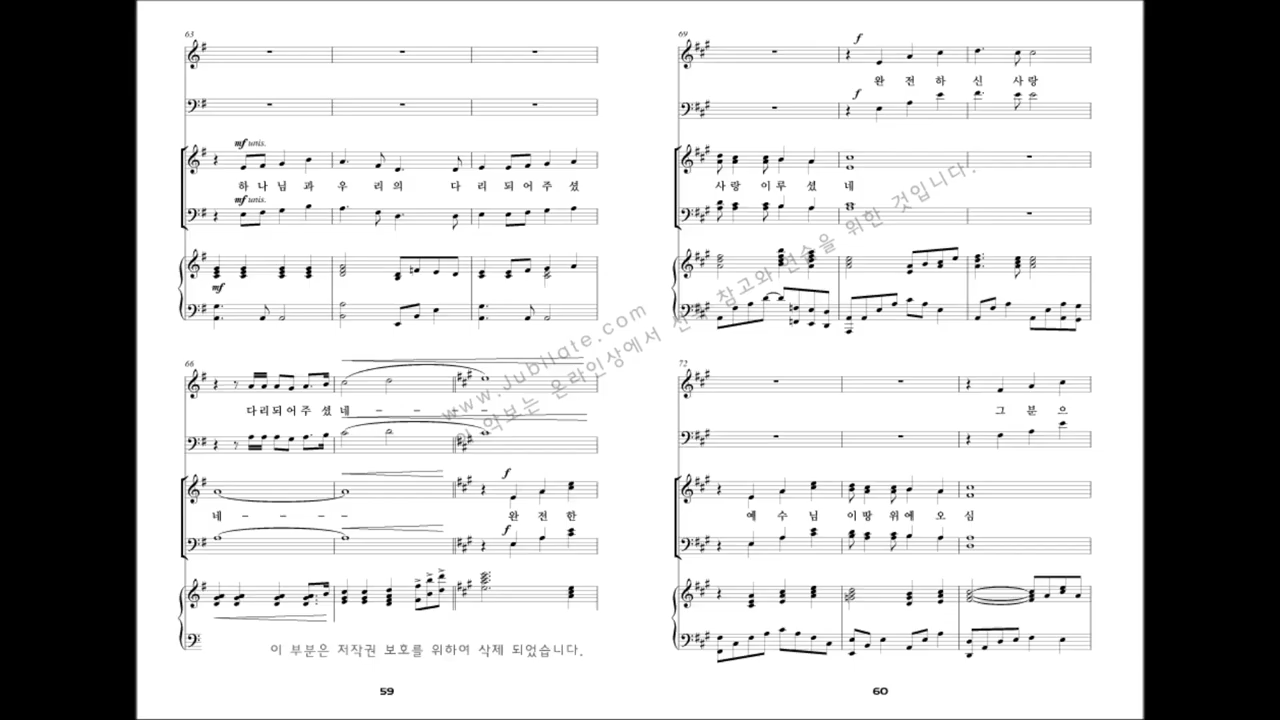 63
mf unis.
하 나 님 과 우 리 의 다 리 되 어 주 셨
mf unis.
mf
66
다 리 되 어 주 셨 네 - - - -
네 - - - -
f
완 전 한
f
이 부분은 저작권 보호를 위하여 삭제 되었습니다.
59
69
f
완 전 하 신 사 랑
f
사 랑 이 루 셨 네
72
그 분 으
예 수 님 이 땅 위 에 오 심
60
www.Jubilate.com
이 악보는 온라인상에서 참고와 연습을 위한 것입니다.